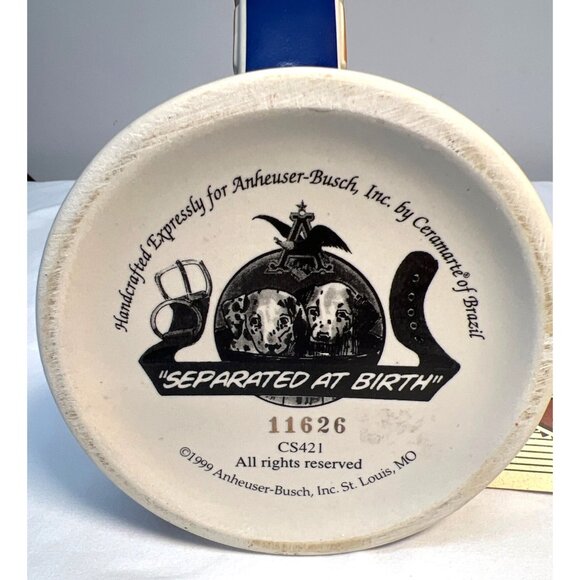 Handcrafted Expressly for Anheuser-Busch, Inc. by Ceramarte® of Brazil
A
"SEPARATED AT BIRTH"
11626
CS421
All rights reserved
©1999 Anheuser-Busch, Inc. St. Louis, MO